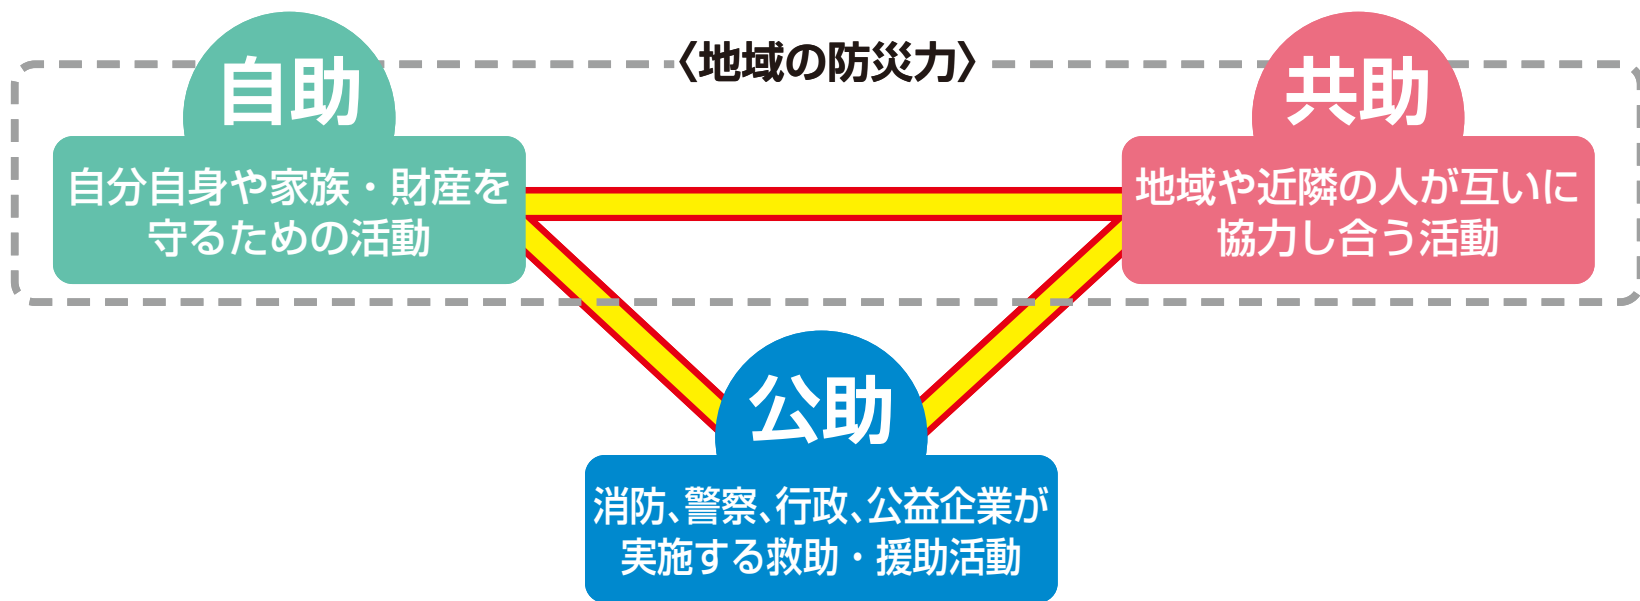 〈地域の防災力〉
自助
自分自身や家族・財産を
守るための活動
共助
地域や近隣の人が互いに
協力し合う活動
公助
消防、警察、行政、公益企業が
実施する救助・援助活動